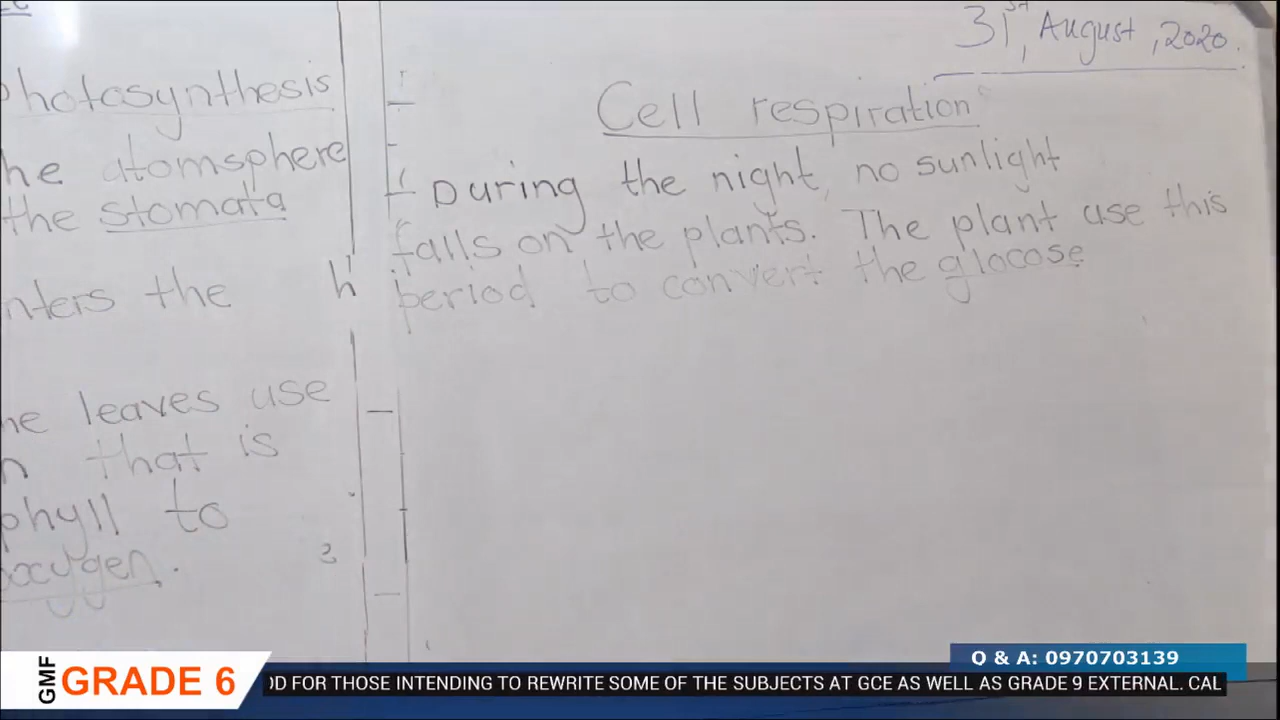 Photosynthesis
he atomsphere
the stomata
nters the
h
he leaves use
n that is
phyll to
oxygen.
31st, August, 2020.
Cell respiration
During the night, no sunlight
falls on the plants. The plant use this
period to convert the glocose
Q & A: 0970703139
GMF GRADE 6
OD FOR THOSE INTENDING TO REWRITE SOME OF THE SUBJECTS AT GCE AS WELL AS GRADE 9 EXTERNAL. CAL